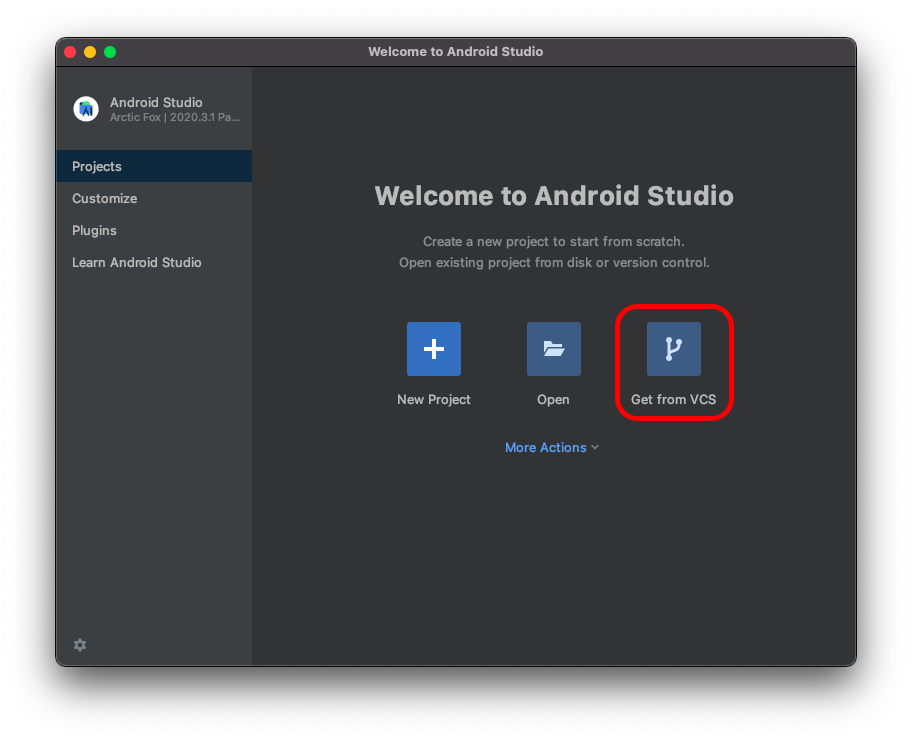 Welcome to Android Studio
Android Studio
Arctic Fox | 2020.3.1 Pa...
Projects
Customize
Plugins
Learn Android Studio
Welcome to Android Studio
Create a new project to start from scratch.
Open existing project from disk or version control.
New Project
Open
Get from VCS
More Actions